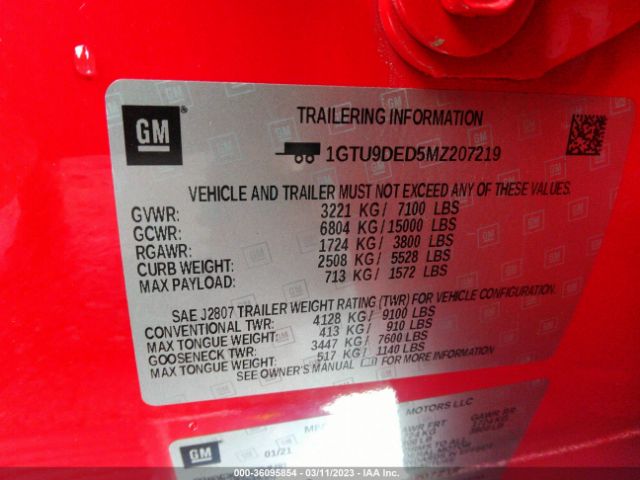 GM
TRAILERING INFORMATION
1GTU9DED5MZ207219
VEHICLE AND TRAILER MUST NOT EXCEED ANY OF THESE VALUES.
GVWR: 3221 KG/ 7100 LBS
GCWR: 6804 KG/ 15000 LBS
RGAWR: 1724 KG/ 3800 LBS
CURB WEIGHT: 2508 KG/ 5528 LBS
MAX PAYLOAD: 713 KG/ 1572 LBS
SAE J2807 TRAILER WEIGHT RATING (TWR) FOR VEHICLE CONFIGURATION.
CONVENTIONAL TWR: 4128 KG/ 9100 LBS
MAX TONGUE WEIGHT: 413 KG/ 910 LBS
GOOSENECK TWR: 3447 KG/ 7600 LBS
MAX TONGUE WEIGHT: 517 KG/ 1140 LBS
SEE OWNER'S MANUAL FOR MORE INFORMATION
GM
MOTORS LLC
01/21
GAWR FRT
000-36095854 - 03/11/2023 - IAA Inc.